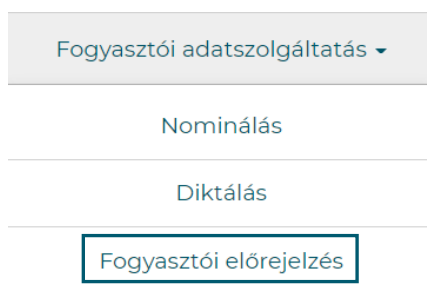 Fogyasztói adatszolgáltatás
Nominálás
Diktálás
Fogyasztói előrejelzés